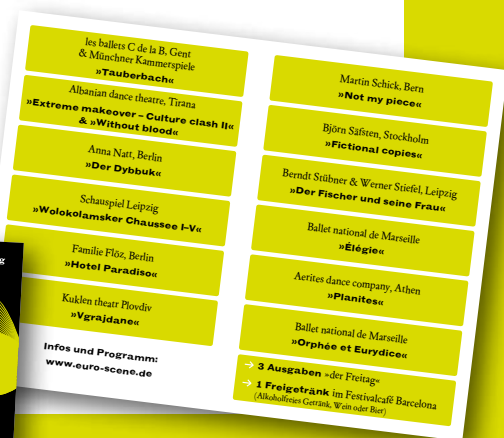 les ballets C de la B, Gent
& Münchner Kammerspiele
»Tauberbach«
Albanian dance theatre, Tirana
»Extreme makeover – Culture clash II«
& »Without blood«
Anna Natt, Berlin
»Der Dybbuk«
Schauspiel Leipzig
»Wolokolamsker Chaussee I–V«
Familie Flöz, Berlin
»Hotel Paradiso«
Kuklen theatr Plovdiv
»Vgrajdane«
Infos und Programm:
www.euro-scene.de
Martin Schick, Bern
»Not my piece«
Björn Säfsten, Stockholm
»Fictional copies«
Berndt Stübner & Werner Stiefel, Leipzig
»Der Fischer und seine Frau«
Ballet national de Marseille
»Élégie«
Aerites dance company, Athen
»Planites«
Ballet national de Marseille
»Orphée et Eurydice«
→ 3 Ausgaben »der Freitag«
→ 1 Freigetränk im Festivalcafé Barcelona
(Alkoholfreies Getränk, Wein oder Bier)